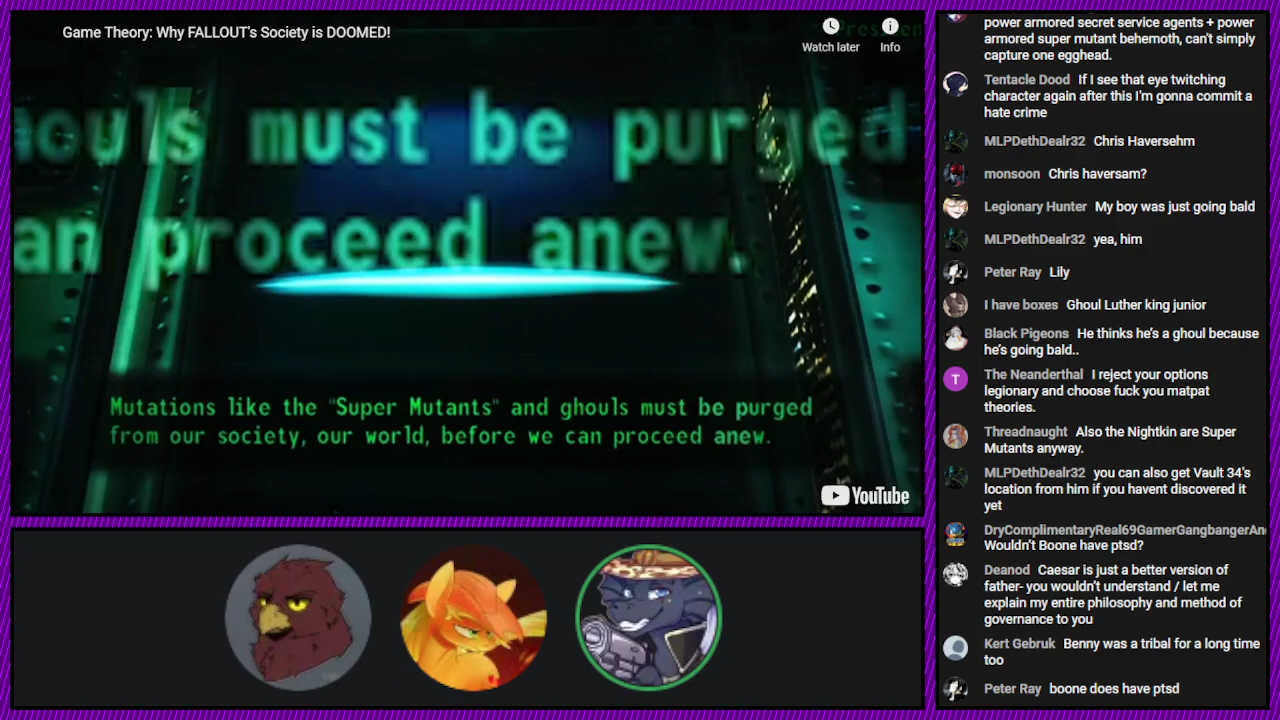 Game Theory: Why FALLOUT's Society is DOOMED!
Watch later
Info
ghouls must be purged
an proceed anew.
Mutations like the "Super Mutants" and ghouls must be purged
from our society, our world, before we can proceed anew.
YouTube
power armored secret service agents + power
armored super mutant behemoth, can't simply
capture one egghead.
Tentacle Dood If I see that eye twitching
character again after this I'm gonna commit a
hate crime
MLPDethDealr32 Chris Haversehm
monsoon Chris haversam?
Legionary Hunter My boy was just going bald
MLPDethDealr32 yea, him
Peter Ray Lily
I have boxes Ghoul Luther king junior
Black Pigeons He thinks he's a ghoul because
he's going bald..
T
The Neanderthal I reject your options
legionary and choose fuck you matpat
theories.
Threadnaught Also the Nightkin are Super
Mutants anyway.
MLPDethDealr32 you can also get Vault 34's
location from him if you havent discovered it
yet
DryComplimentaryReal69GamerGangbangerAn
Wouldn't Boone have ptsd?
Deanod Caesar is just a better version of
father- you wouldn't understand / let me
explain my entire philosophy and method of
governance to you
Kert Gebruk Benny was a tribal for a long time
too
Peter Ray boone does have ptsd